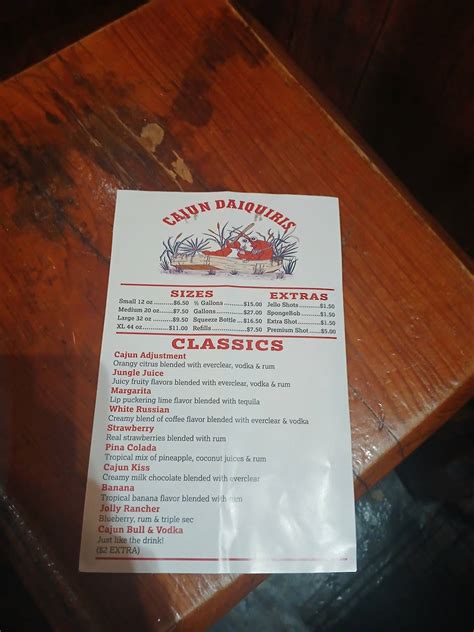 CAJUN DAIQUIRIS
SIZES
Small 12 oz ............ $6.50
Medium 20 oz ....... $7.50
Large 32 oz ........... $9.50
XL 44 oz ............... $11.00
½ Gallons ............ $15.00
Gallons ................ $27.00
Squeeze Bottle .... $16.50
Refills .................. $7.50
EXTRAS
Jello Shots ......... $1.50
SpongeBob ........ $1.50
Extra Shot ......... $1.50
Premium Shot .... $5.00
CLASSICS
Cajun Adjustment
Orangy citrus blended with everclear, vodka & rum
Jungle Juice
Juicy fruity flavors blended with everclear, vodka & rum
Margarita
Lip puckering lime flavor blended with tequila
White Russian
Creamy blend of coffee flavor blended with everclear & vodka
Strawberry
Real strawberries blended with rum
Pina Colada
Tropical mix of pineapple, coconut juices & rum
Cajun Kiss
Creamy milk chocolate blended with everclear
Banana
Tropical banana flavor blended with rum
Jolly Rancher
Blueberry, rum & triple sec
Cajun Bull & Vodka
Just like the drink!
($2 EXTRA)